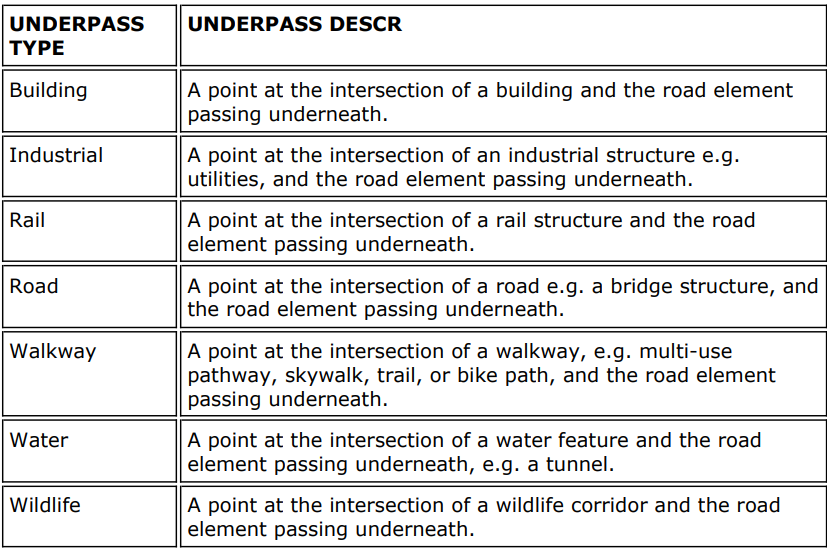 UNDERPASS TYPE
UNDERPASS DESCR
Building
A point at the intersection of a building and the road element
passing underneath.
Industrial
A point at the intersection of an industrial structure e.g.
utilities, and the road element passing underneath.
Rail
A point at the intersection of a rail structure and the road
element passing underneath.
Road
A point at the intersection of a road e.g. a bridge structure, and
the road element passing underneath.
Walkway
A point at the intersection of a walkway, e.g. multi-use
pathway, skywalk, trail, or bike path, and the road element
passing underneath.
Water
A point at the intersection of a water feature and the road
element passing underneath, e.g. a tunnel.
Wildlife
A point at the intersection of a wildlife corridor and the road
element passing underneath.